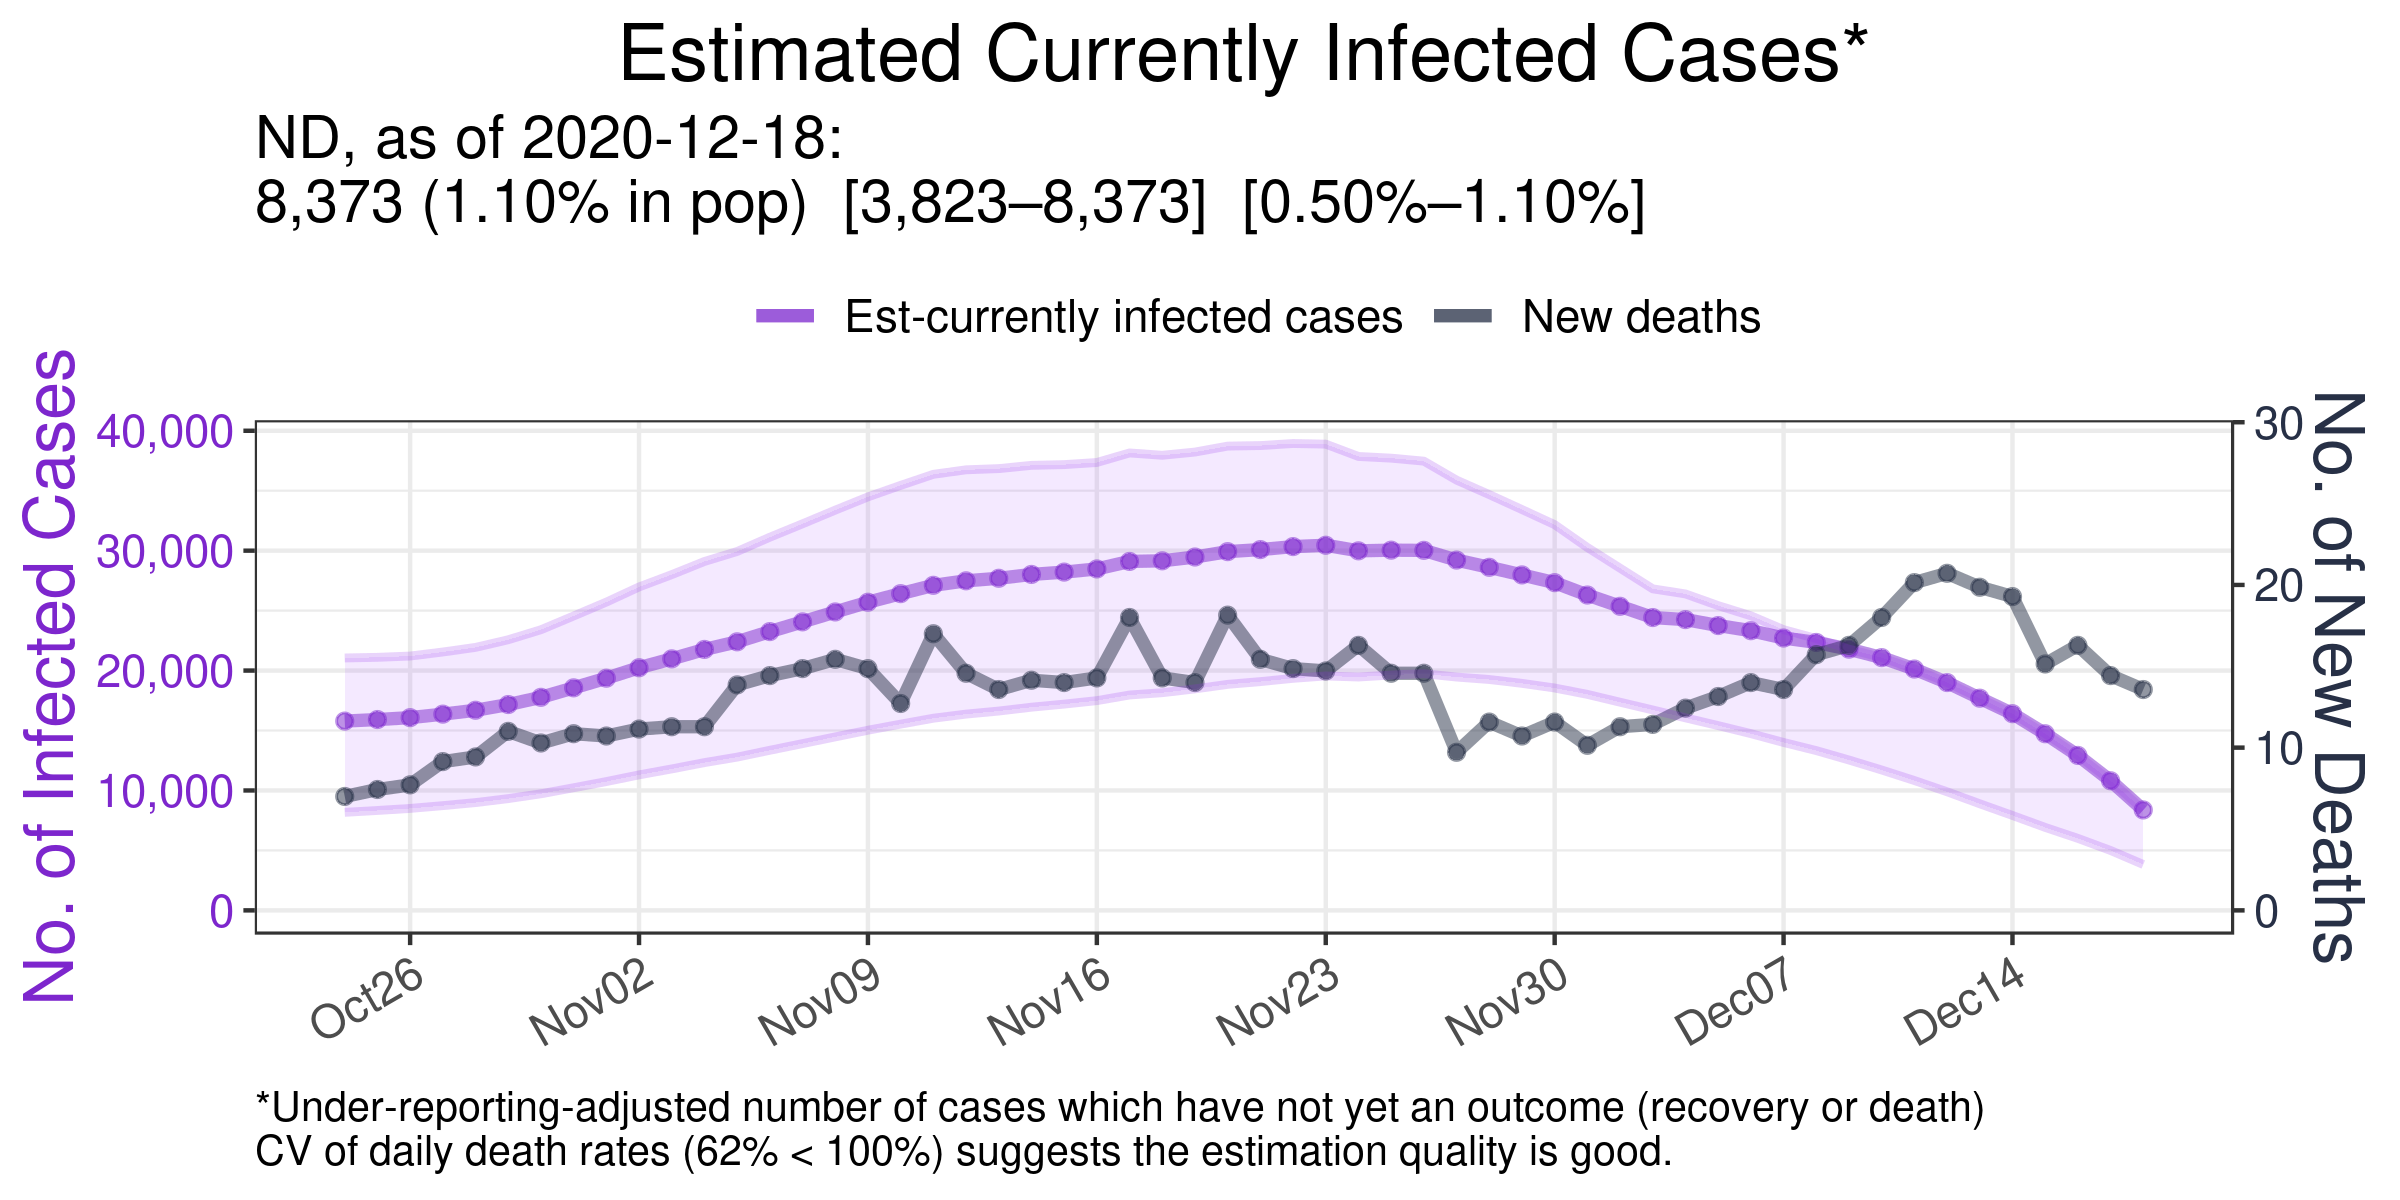 Estimated Currently Infected Cases*
ND, as of 2020-12-18:
8,373 (1.10% in pop)  [3,823–8,373]  [0.50%–1.10%]
Est-currently infected cases
New deaths
No. of Infected Cases
40,000
30,000
20,000
10,000
0
30
20
10
0
No. of New Deaths
Oct26
Nov02
Nov09
Nov16
Nov23
Nov30
Dec07
Dec14
*Under-reporting-adjusted number of cases which have not yet an outcome (recovery or death)
CV of daily death rates (62% < 100%) suggests the estimation quality is good.